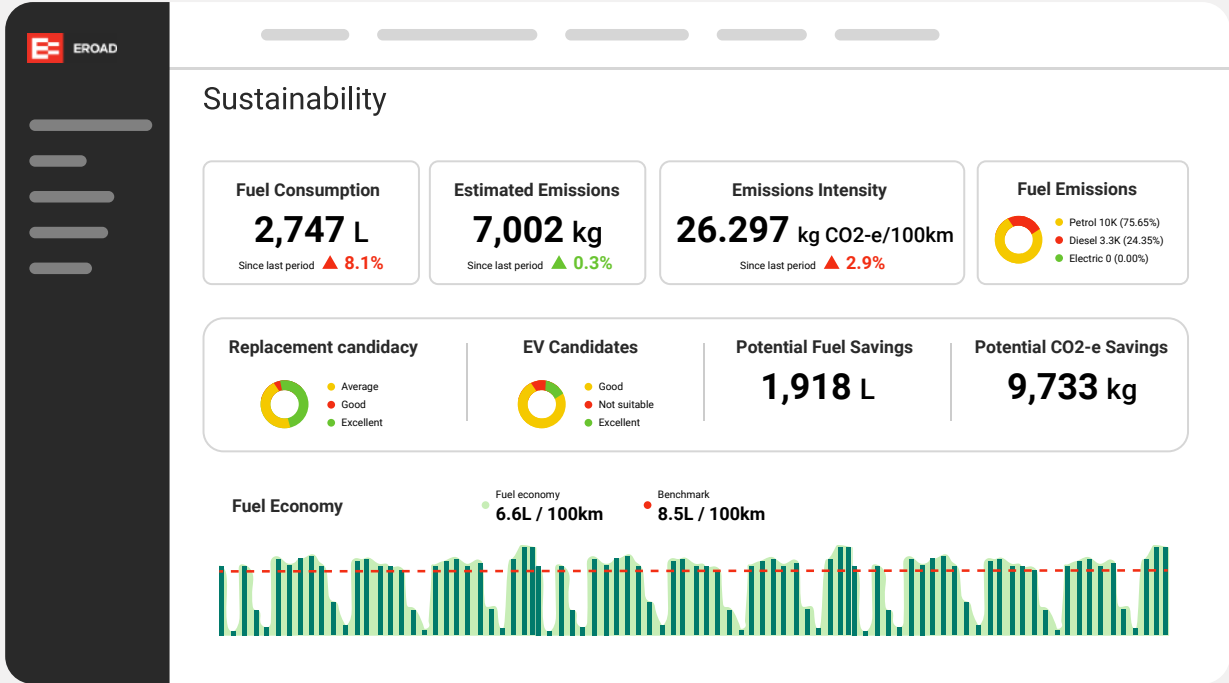 EROAD
Sustainability
Fuel Consumption
2,747 L
Since last period 8.1%
Estimated Emissions
7,002 kg
Since last period 0.3%
Emissions Intensity
26.297 kg CO2-e/100km
Since last period 2.9%
Fuel Emissions
Petrol 10K (75.65%)
Diesel 3.3K (24.35%)
Electric 0 (0.00%)
Replacement candidacy
Average
Good
Excellent
EV Candidates
Good
Not suitable
Excellent
Potential Fuel Savings
1,918 L
Potential CO2-e Savings
9,733 kg
Fuel Economy
Fuel economy
6.6L / 100km
Benchmark
8.5L / 100km